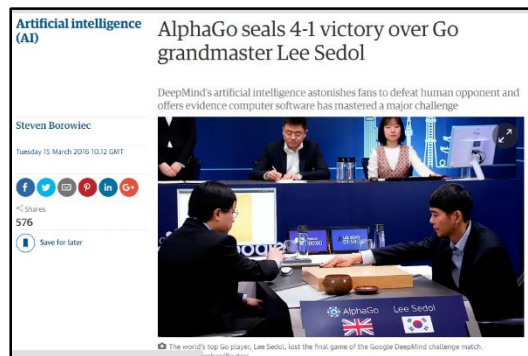 Artificial intelligence
(AI)
AlphaGo seals 4-1 victory over Go
grandmaster Lee Sedol
DeepMind's artificial intelligence astonishes fans to defeat human opponent and
offers evidence computer software has mastered a major challenge
Steven Borowiec
Tuesday 15 March 2016 10.12 GMT
Shares
576
Save for later
AlphaGo
Lee Sedol
The world's top Go player, Lee Sedol, lost the final game of the Google DeepMind challenge match.